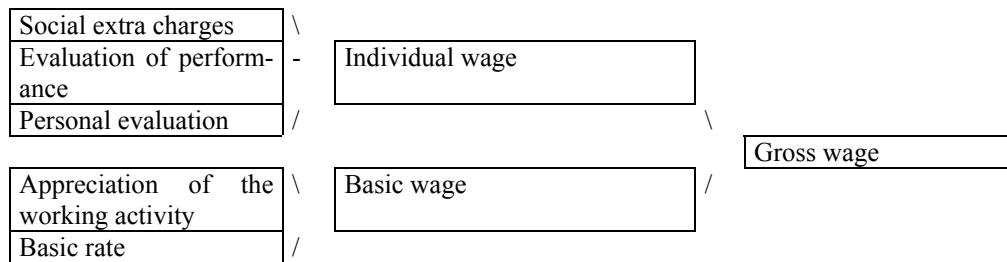 Social extra charges \
Evaluation of perform- - Individual wage
ance
Personal evaluation / \
Gross wage
Appreciation of the \ Basic wage /
working activity
Basic rate /